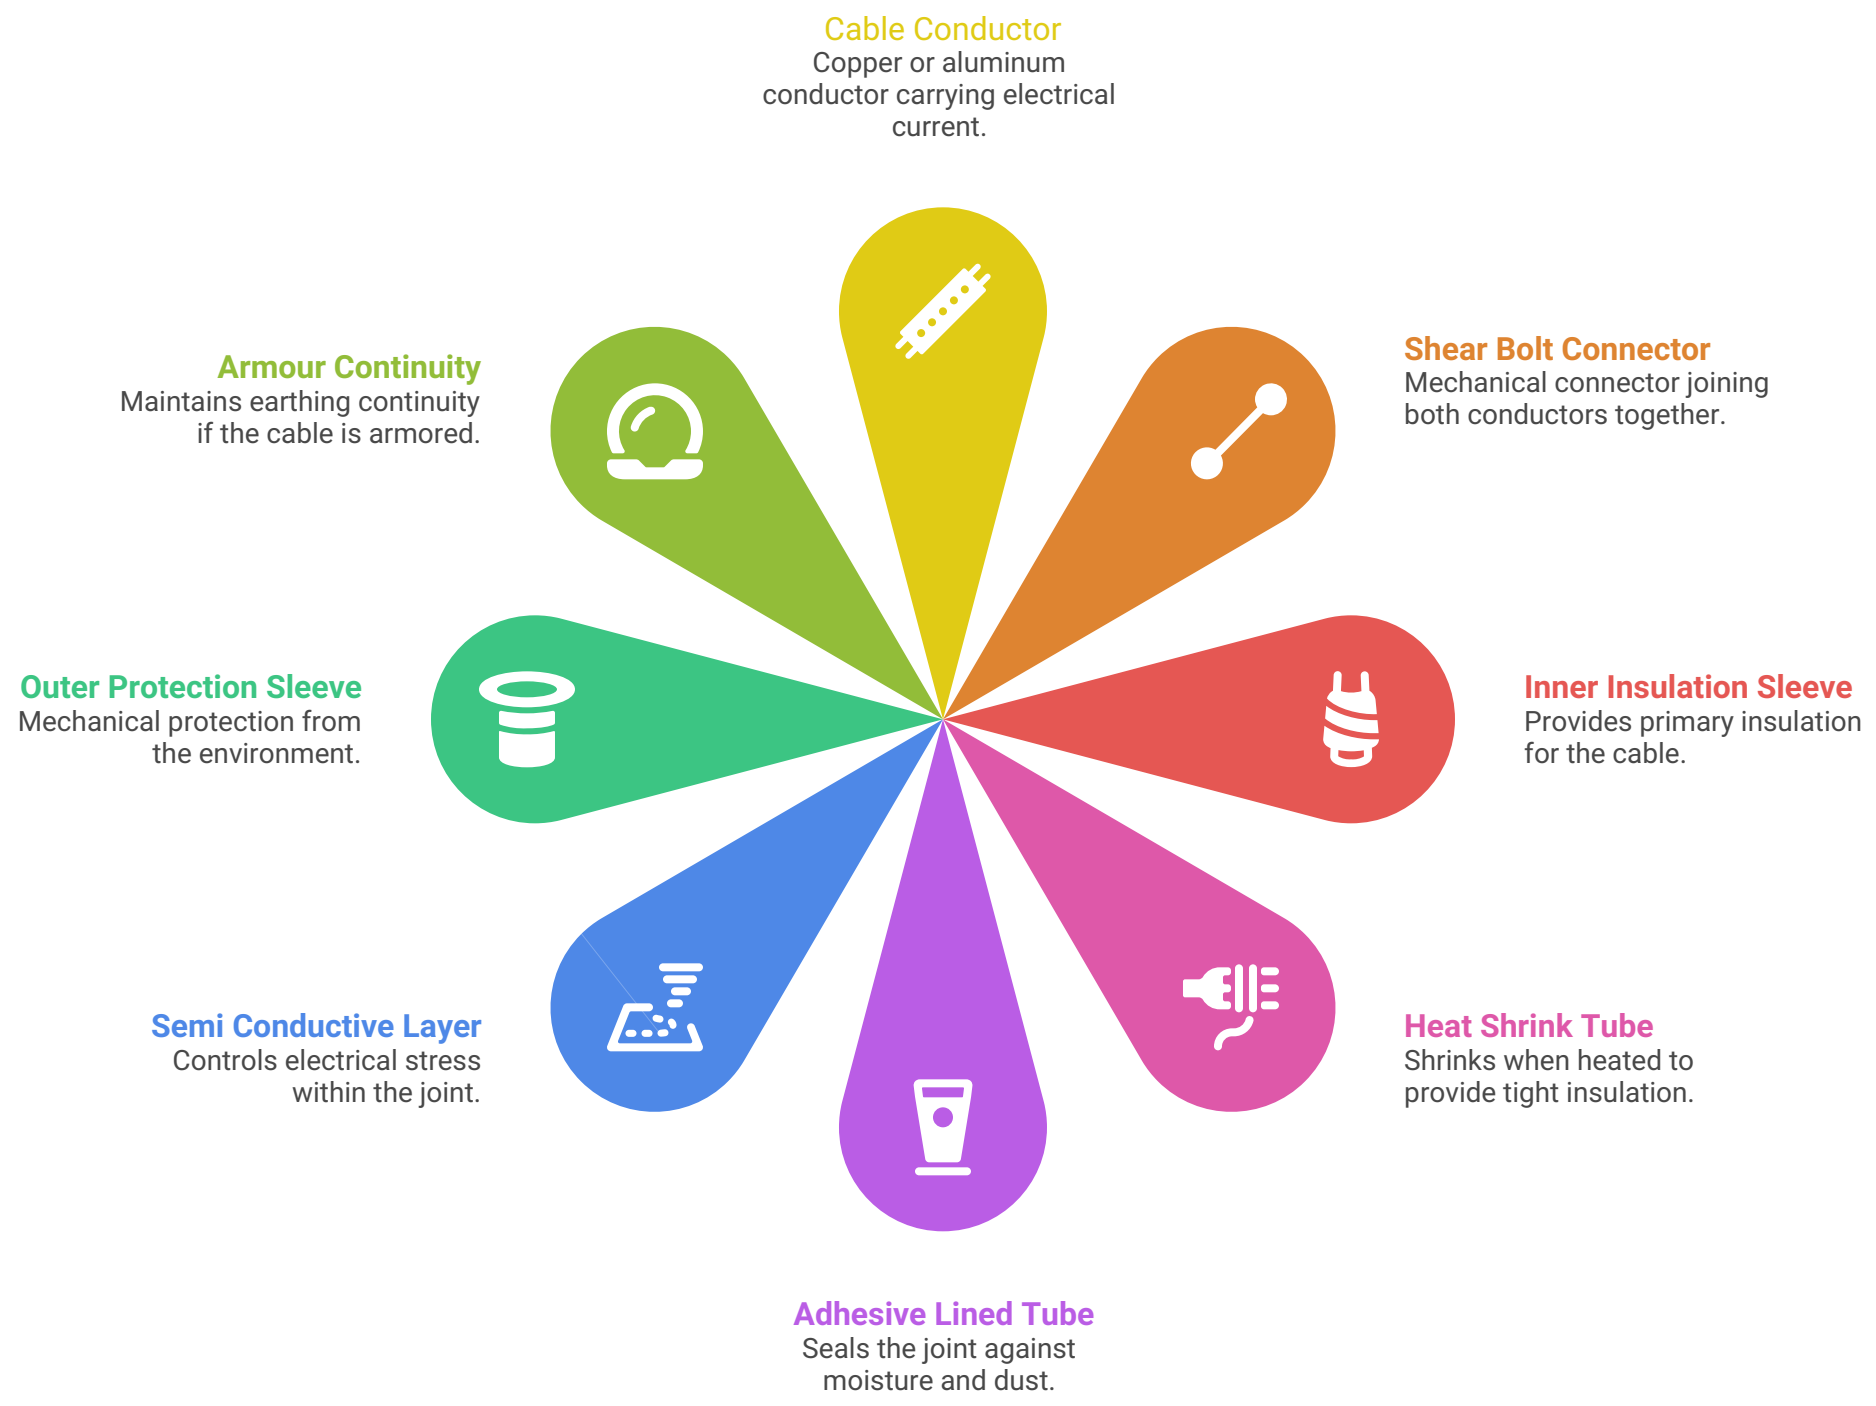 Cable Conductor
Copper or aluminum
conductor carrying electrical
current.
Shear Bolt Connector
Mechanical connector joining
both conductors together.
Inner Insulation Sleeve
Provides primary insulation
for the cable.
Heat Shrink Tube
Shrinks when heated to
provide tight insulation.
Adhesive Lined Tube
Seals the joint against
moisture and dust.
Semi Conductive Layer
Controls electrical stress
within the joint.
Outer Protection Sleeve
Mechanical protection from
the environment.
Armour Continuity
Maintains earthing continuity
if the cable is armored.